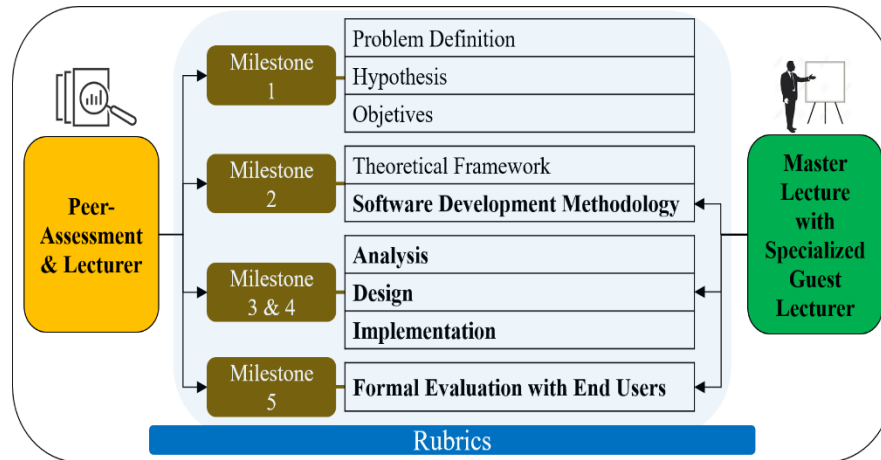 Peer-
Assessment
& Lecturer
Milestone
1
Problem Definition
Hypothesis
Objetives
Milestone
2
Theoretical Framework
Software Development Methodology
Milestone
3 & 4
Analysis
Design
Implementation
Milestone
5
Formal Evaluation with End Users
Master
Lecture
with
Specialized
Guest
Lecturer
Rubrics